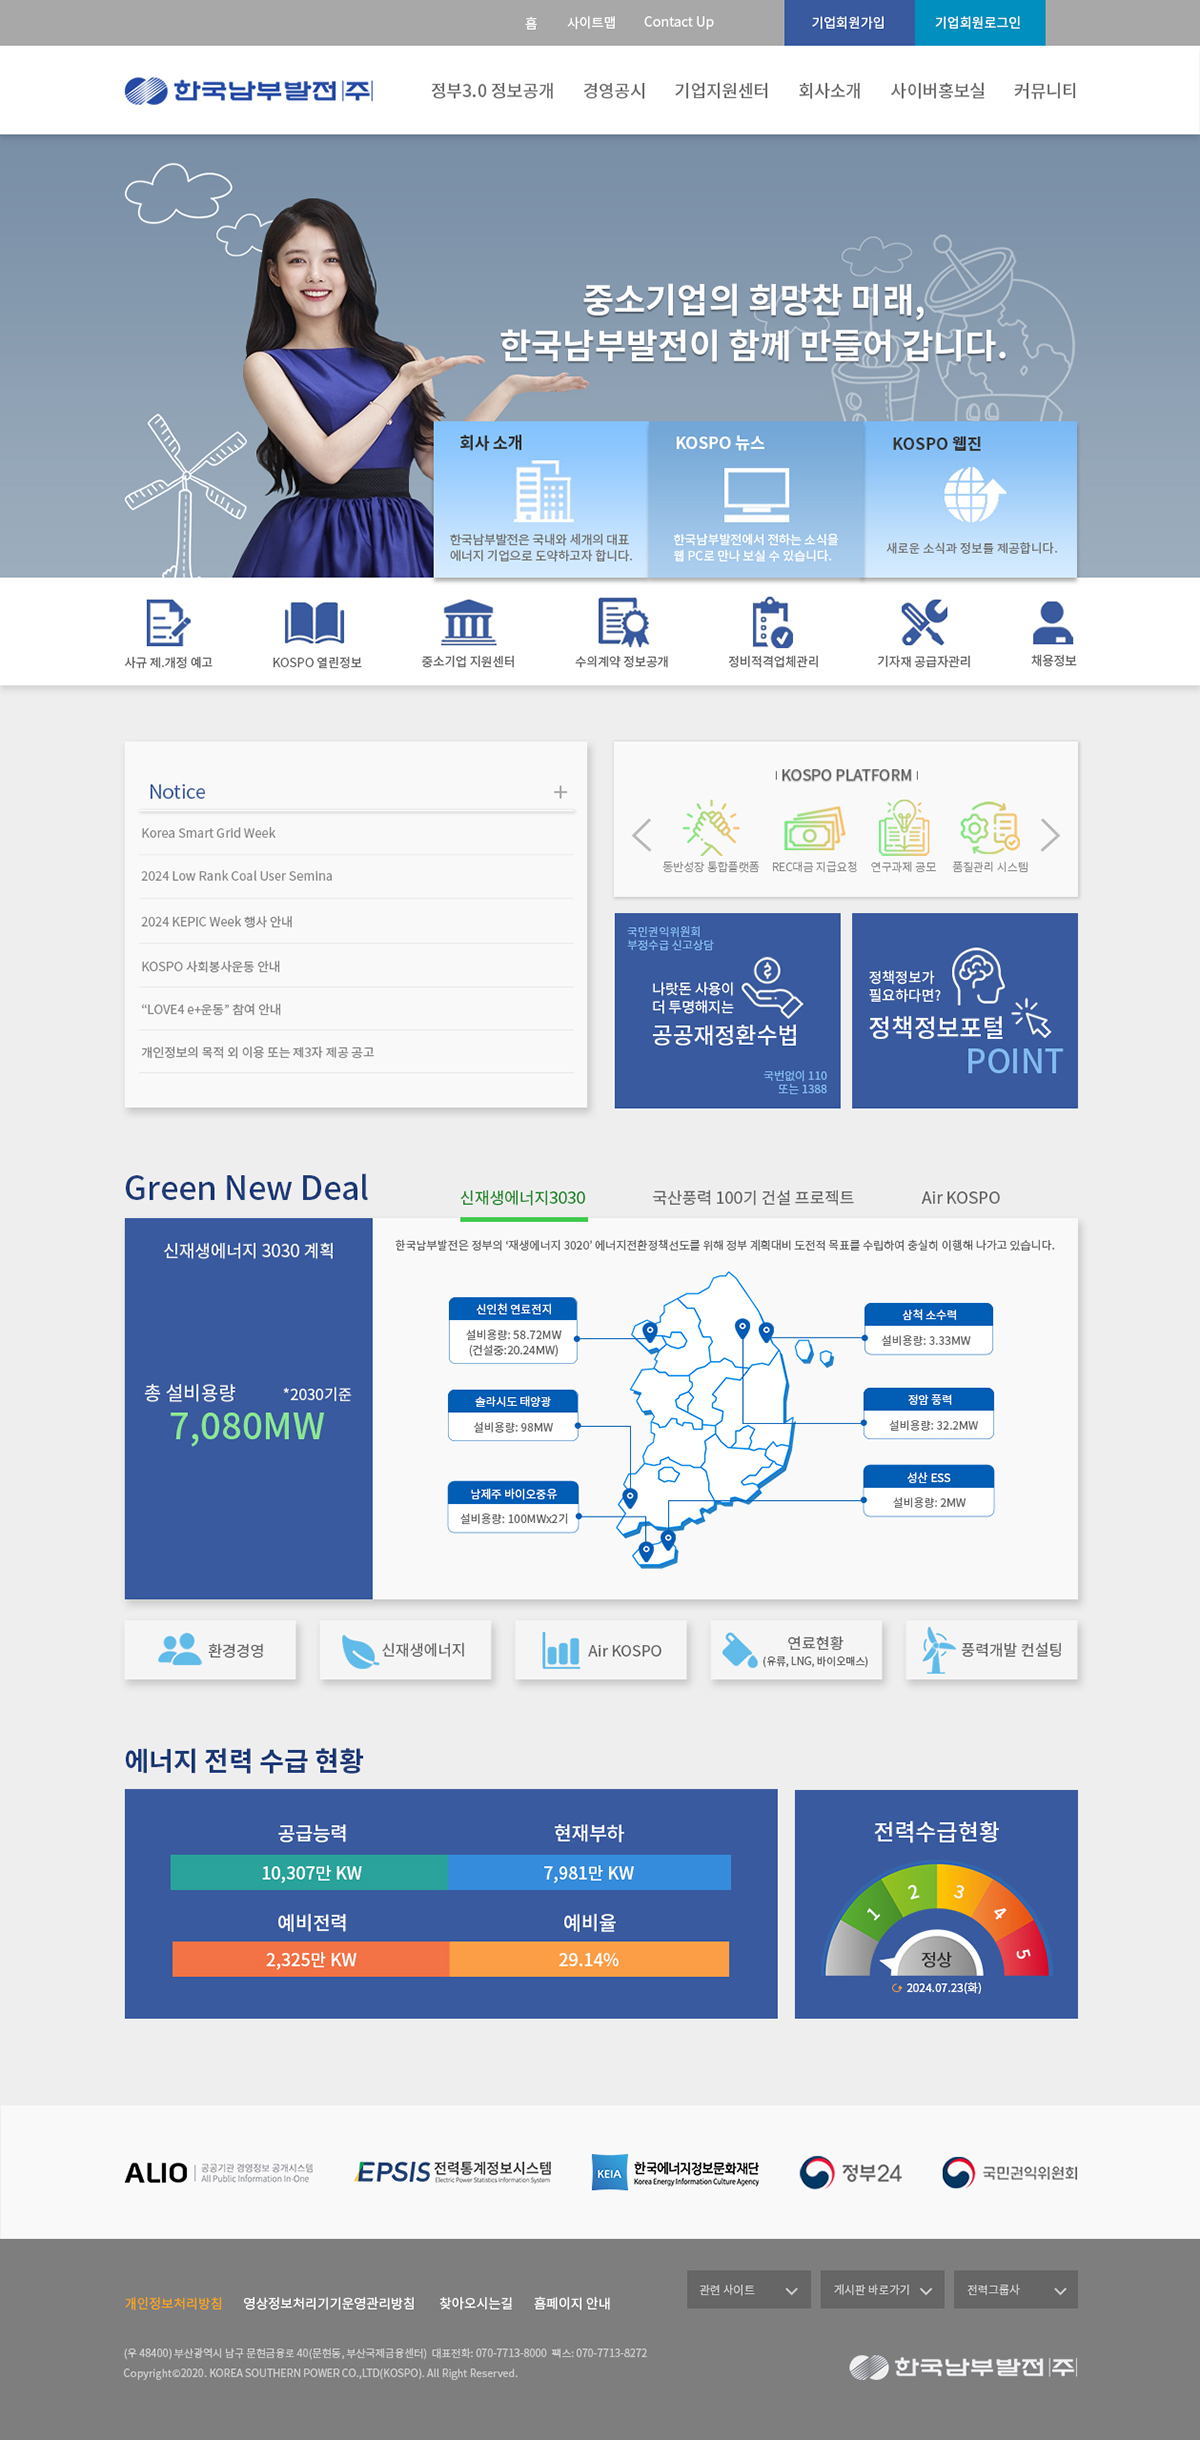 홈 사이트맵 Contact Up 기업회원가입 기업회원로그인
한국남부발전(주)
정부3.0 정보공개 경영공시 기업지원센터 회사소개 사이버홍보실 커뮤니티
중소기업의 희망찬 미래,
한국남부발전이 함께 만들어 갑니다.
회사 소개
한국남부발전은 국내와 세개의 대표
에너지 기업으로 도약하고자 합니다.
KOSPO 뉴스
한국남부발전에서 전하는 소식을
웹 PC로 만나 보실 수 있습니다.
KOSPO 웹진
새로운 소식과 정보를 제공합니다.
사규 제.개정 예고
KOSPO 열린정보
중소기업 지원센터
수의계약 정보공개
정비적격업체관리
기자재 공급자관리
채용정보
Notice
Korea Smart Grid Week
2024 Low Rank Coal User Semina
2024 KEPIC Week 행사 안내
KOSPO 사회봉사운동 안내
“LOVE4 e+운동” 참여 안내
개인정보의 목적 외 이용 또는 제3자 제공 공고
KOSPO PLATFORM
동반성장 통합플랫폼
REC대금 지급요청
연구과제 공모
품질관리 시스템
국민권익위원회
부정수급 신고상담
나랏돈 사용이
더 투명해지는
공공재정환수법
국번없이 110
또는 1388
정책정보가
필요하다면?
정책정보포털
POINT
Green New Deal
신재생에너지3030 국산풍력 100기 건설 프로젝트 Air KOSPO
신재생에너지 3030 계획
총 설비용량 *2030기준
7,080MW
한국남부발전은 정부의 ‘재생에너지 3020’ 에너지전환정책선도를 위해 정부 계획대비 도전적 목표를 수립하여 충실히 이행해 나가고 있습니다.
신인천 연료전지
설비용량: 58.72MW
(건설중:20.24MW)
솔라시도 태양광
설비용량: 98MW
남제주 바이오중유
설비용량: 100MWx2기
삼척 소수력
설비용량: 3.33MW
정암 풍력
설비용량: 32.2MW
성산 ESS
설비용량: 2MW
환경경영
신재생에너지
Air KOSPO
연료현황
(유류, LNG, 바이오매스)
풍력개발 컨설팅
에너지 전력 수급 현황
공급능력 현재부하
10,307만 KW 7,981만 KW
예비전력 예비율
2,325만 KW 29.14%
전력수급현황
1 2 3 4 5
정상
2024.07.23(화)
ALIO 공공기관 경영정보 공개시스템
All Public Information In-One
EPSIS 전력통계정보시스템
Electric Power Statistics Information System
KEIA 한국에너지정보문화재단
Korea Energy Information Culture Agency
정부24
국민권익위원회
관련 사이트 게시판 바로가기 전력그룹사
개인정보처리방침 영상정보처리기기운영관리방침 찾아오시는길 홈페이지 안내
(우 48400) 부산광역시 남구 문현금융로 40(문현동, 부산국제금융센터) 대표전화: 070-7713-8000 팩스: 070-7713-8272
Copyright©2020. KOREA SOUTHERN POWER CO.,LTD(KOSPO). All Right Reserved.
한국남부발전(주)